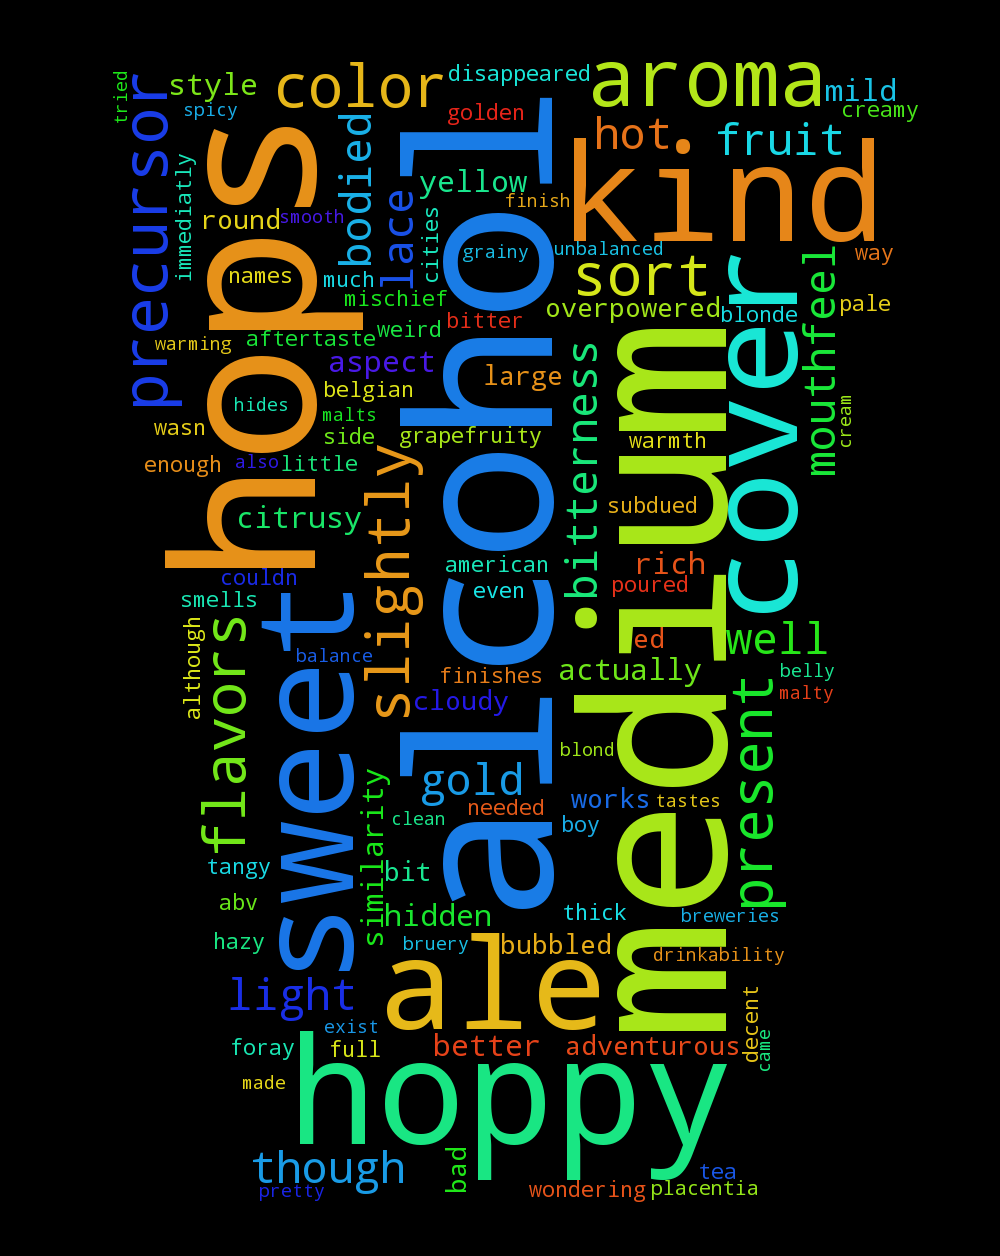 tried
style
color
disappeared
aroma
mild
spicy
golden
creamy
precursor
hops
bodied
alcohol
hot
fruit
kind
immediatly
lace
yellow
finish
round
smooth
cities
grainy
unbalanced
way
names
much
sort
cover
mouthfeel
mischief
overpowered
blonde
pale
bitter
weird
aftertaste
warming
aspect
large
bitterness
medium
belgian
hides
malts
cream
wasn
side
grapefruity
warmth
enough
also
little
slightly
citrusy
subdued
american
rich
couldn
even
poured
smells
sweet
although
flavors
balance
ed
well
finishes
actually
belly
malty
cloudy
present
blond
gold
similarity
works
tastes
needed
clean
boy
tangy
bit
abv
hidden
thick
breweries
hazy
bruery
bubbled
drinkability
ale
light
decent
exist
came
foray
full
better
adventurous
made
hoppy
though
bad
tea
pretty
wondering
placentia